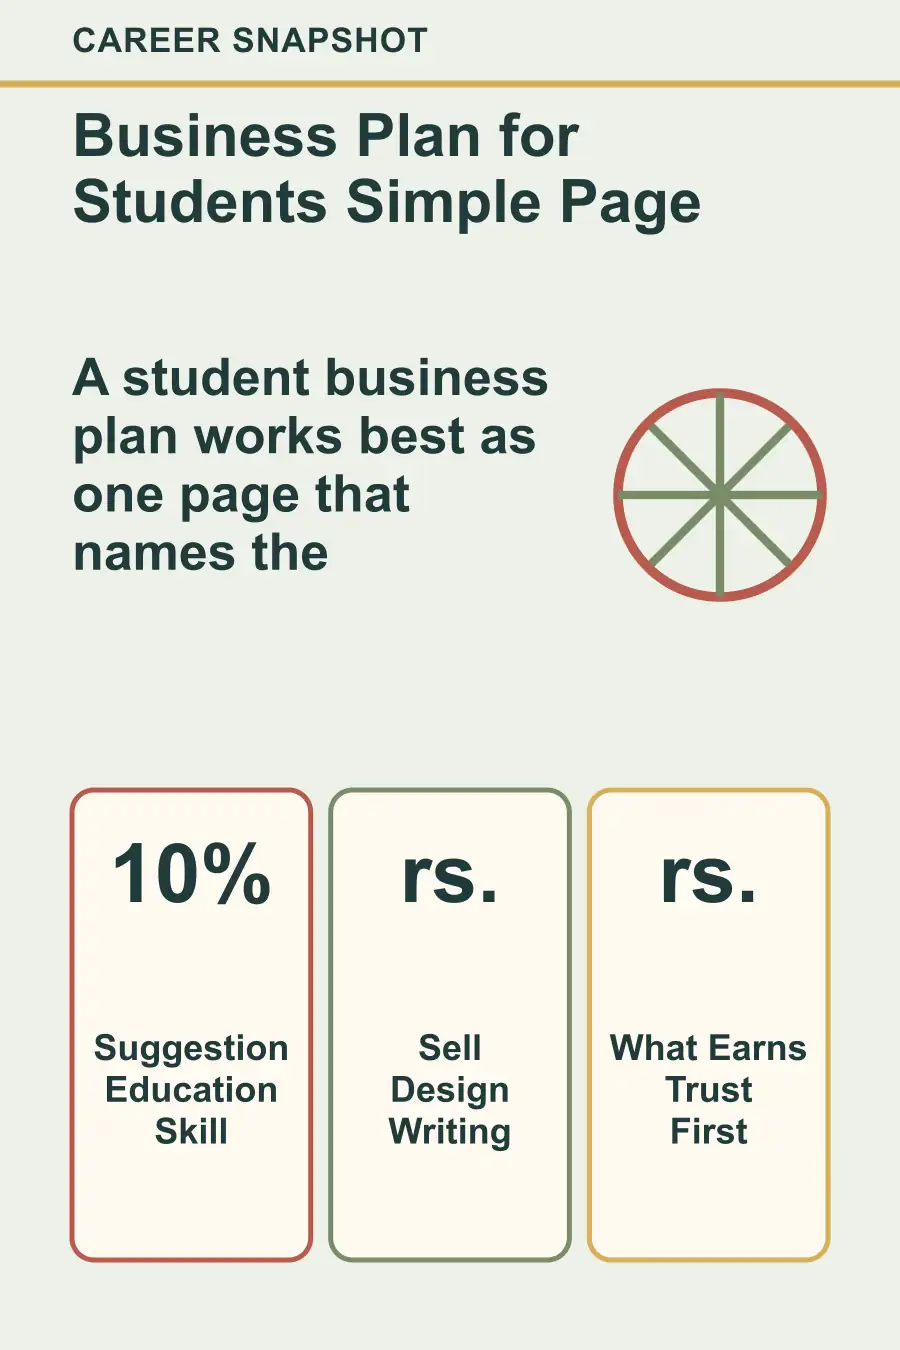 CAREER SNAPSHOT
Business Plan for
Students Simple Page
A student business
plan works best as
one page that
names the
10%
Suggestion
Education
Skill
rs.
Sell
Design
Writing
rs.
What Earns
Trust
First